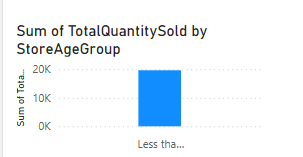 Sum of TotalQuantitySold by
StoreAgeGroup
20K
10K
0K
Sum of Tota...
Less tha...